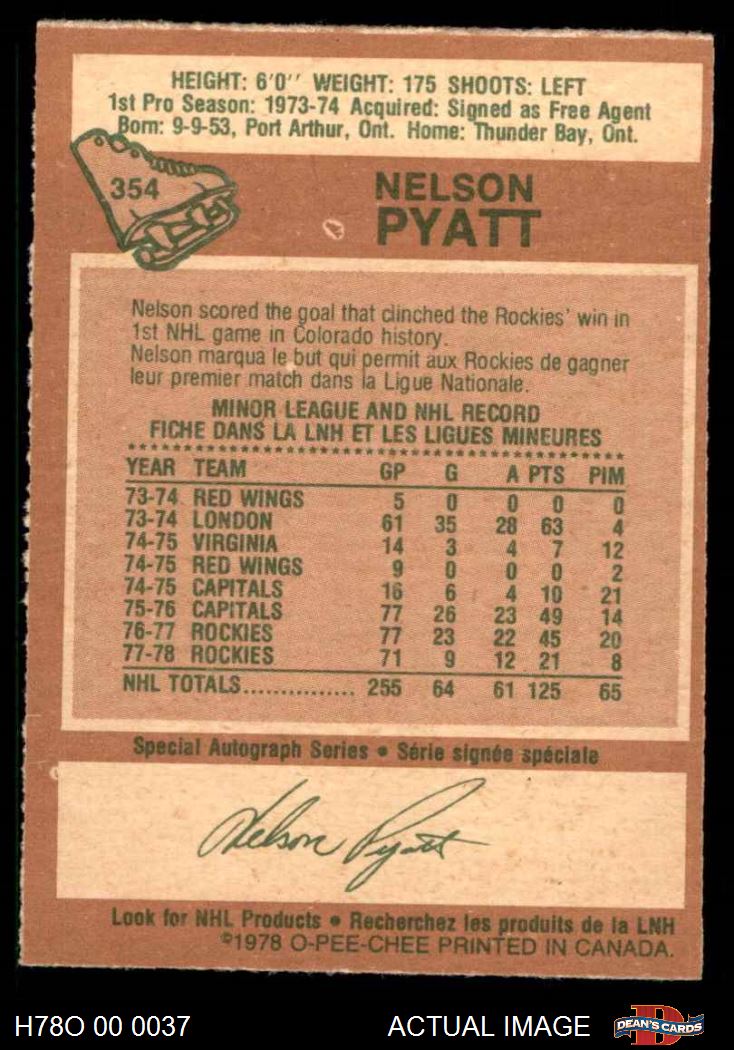 HEIGHT: 6'0'' WEIGHT: 175 SHOOTS: LEFT
1st Pro Season: 1973-74 Acquired: Signed as Free Agent
Born: 9-9-53, Port Arthur, Ont. Home: Thunder Bay, Ont.
354
NELSON
PYATT
Nelson scored the goal that clinched the Rockies' win in
1st NHL game in Colorado history.
Nelson marqua le but qui permit aux Rockies de gagner
leur premier match dans la Ligue Nationale.
MINOR LEAGUE AND NHL RECORD
FICHE DANS LA LNH ET LES LIGUES MINEURES
YEAR TEAM GP G A PTS PIM
73-74 RED WINGS 5 0 0 0 0
73-74 LONDON 61 35 28 63 4
74-75 VIRGINIA 14 3 4 7 12
74-75 RED WINGS 9 0 0 0 2
74-75 CAPITALS 16 6 4 10 21
75-76 CAPITALS 77 26 23 49 14
76-77 ROCKIES 77 23 22 45 20
77-78 ROCKIES 71 9 12 21 8
NHL TOTALS............... 255 64 61 125 65
Special Autograph Series • Série signée spéciale
Nelson Pyatt
Look for NHL Products • Recherchez les produits de la LNH
©1978 O-PEE-CHEE PRINTED IN CANADA.
H78O 00 0037 ACTUAL IMAGE DEAN'S CARDS